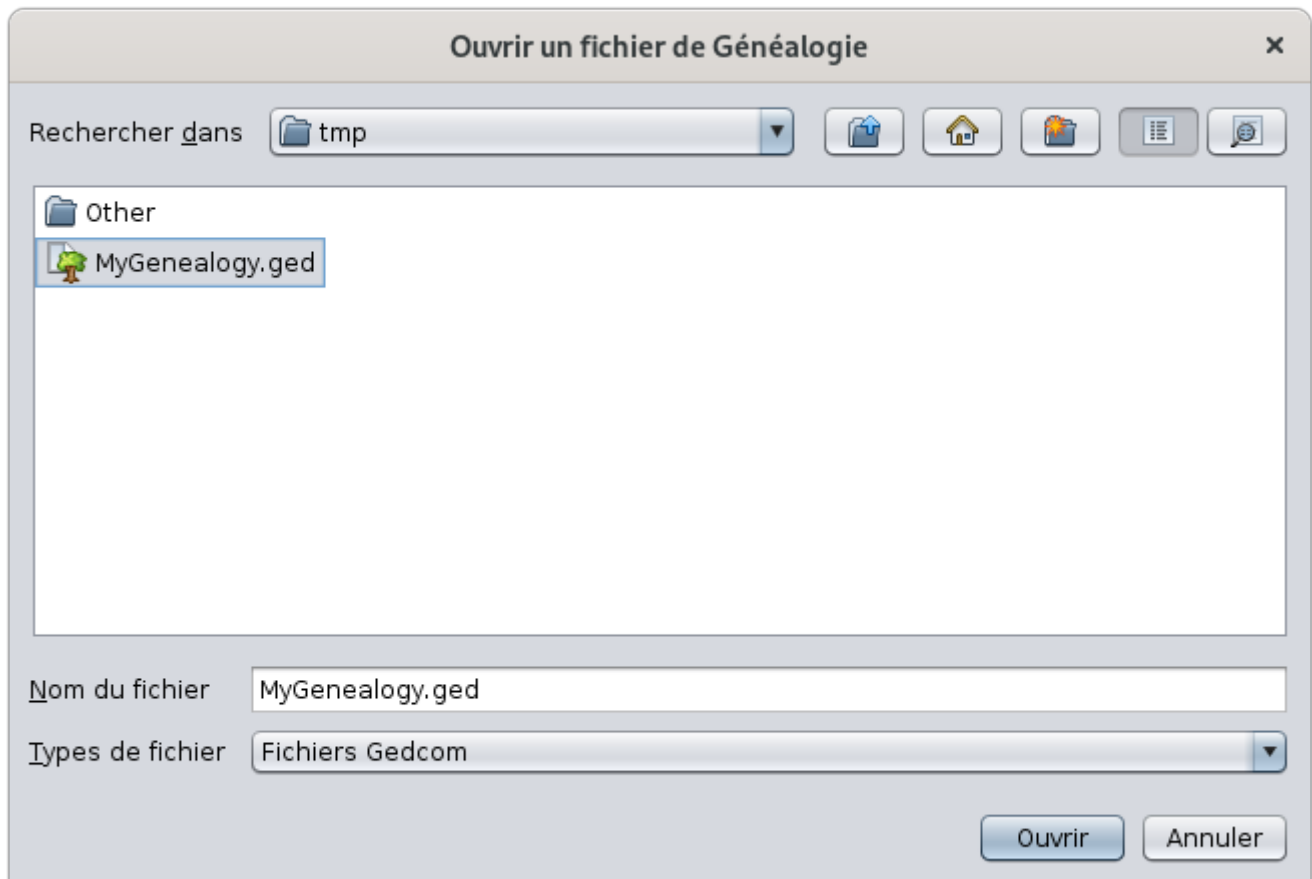 Ouvrir un fichier de Généalogie
Rechercher dans tmp
Other
MyGenealogy.ged
Nom du fichier MyGenealogy.ged
Types de fichier Fichiers Gedcom
Ouvrir Annuler